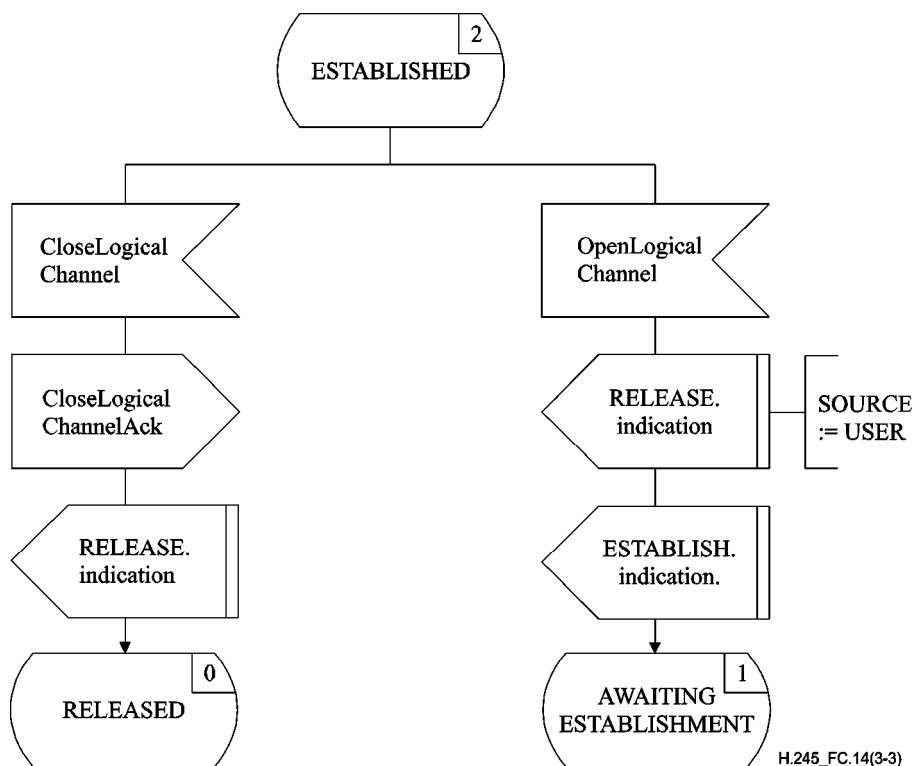 2
ESTABLISHED
CloseLogical
Channel
OpenLogical
Channel
CloseLogical
ChannelAck
RELEASE.
indication
SOURCE
:= USER
RELEASE.
indication
ESTABLISH.
indication.
0
RELEASED
1
AWAITING
ESTABLISHMENT
H.245_FC.14(3-3)